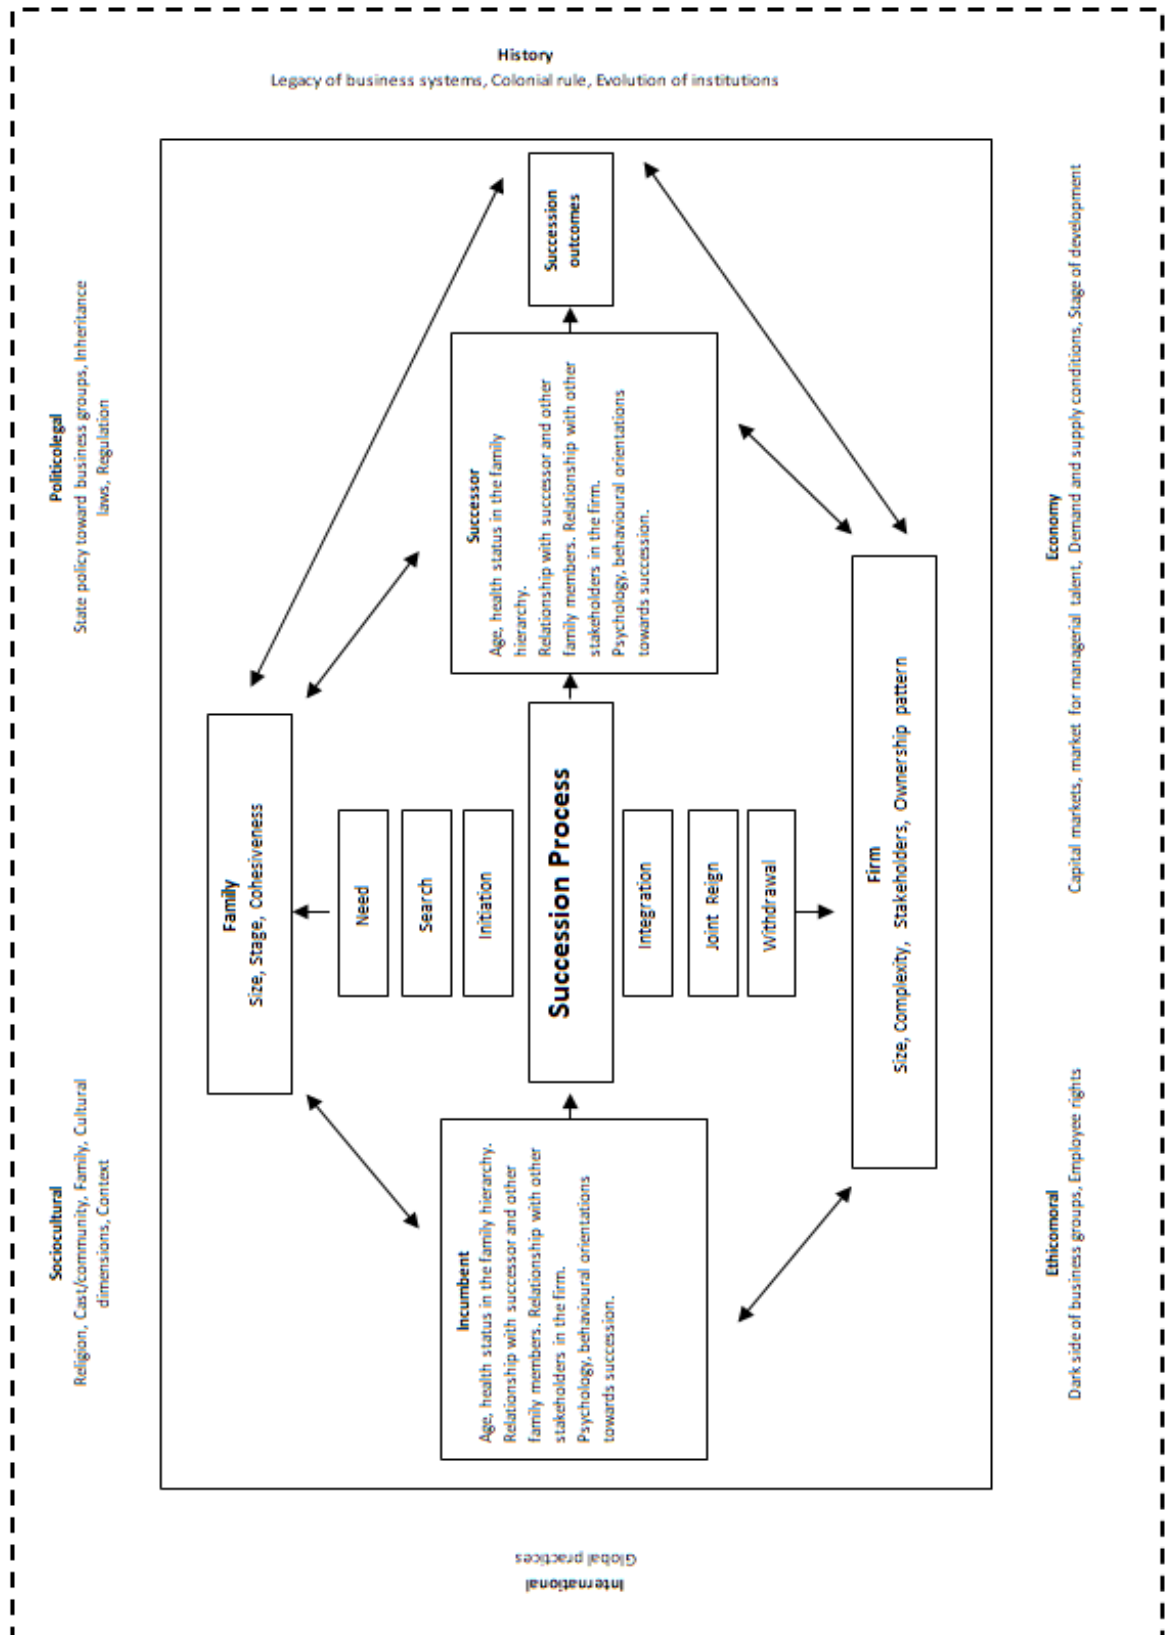 History
Legacy of business systems, Colonial rule, Evolution of institutions
Sociocultural
Religion, Cast/community, Family, Cultural
dimensions, Context
Politicolegal
State policy toward business groups, Inheritance
laws, Regulation
Family
Size, Stage, Cohesiveness
Need
Search
Initiation
Incumbent
Age, health status in the family hierarchy.
Relationship with successor and other
family members. Relationship with other
stakeholders in the firm.
Psychology, behavioural orientations
towards succession.
Succession Process
Successor
Age, health status in the family
hierarchy.
Relationship with successor and other
family members. Relationship with other
stakeholders in the firm.
Psychology, behavioural orientations
towards succession.
Succession
outcomes
Integration
Joint Reign
Withdrawal
Firm
Size, Complexity, Stakeholders, Ownership pattern
Ethicomoral
Dark side of business groups, Employee rights
Economy
Capital markets, market for managerial talent, Demand and supply conditions, Stage of development
International
Global practices